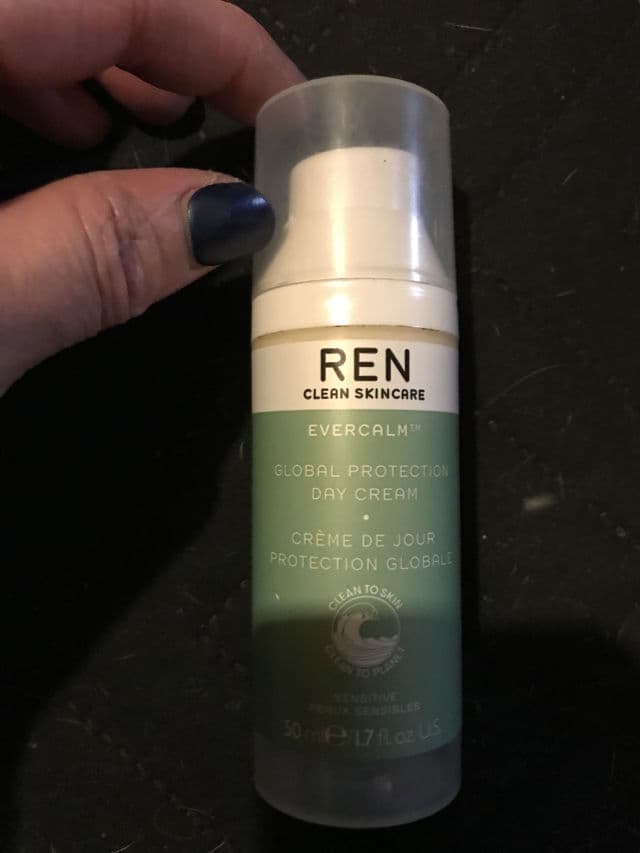 REN
CLEAN SKINCARE
EVERCALM™
GLOBAL PROTECTION
DAY CREAM
•
CRÈME DE JOUR
PROTECTION GLOBALE
CLEAN TO SKIN
CLEAN TO PLANET
SENSITIVE
PEAUX SENSIBLES
50 ml ℮ /1.7 fl.oz U.S.